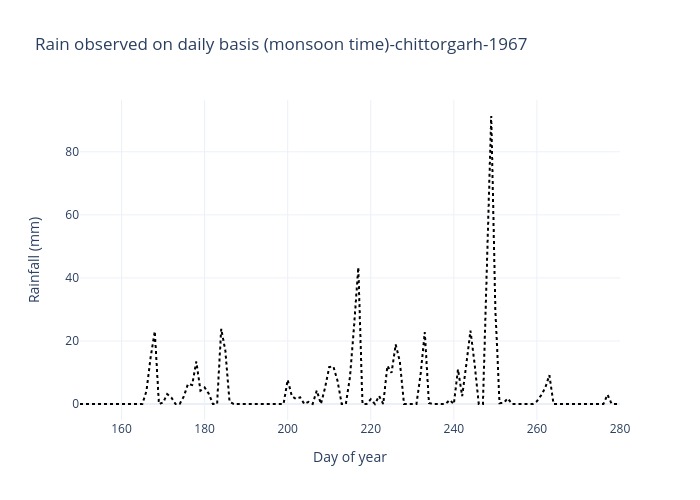 Rain observed on daily basis (monsoon time)-chittorgarh-1967
Rainfall (mm)
80
60
40
20
0
160 180 200 220 240 260 280
Day of year